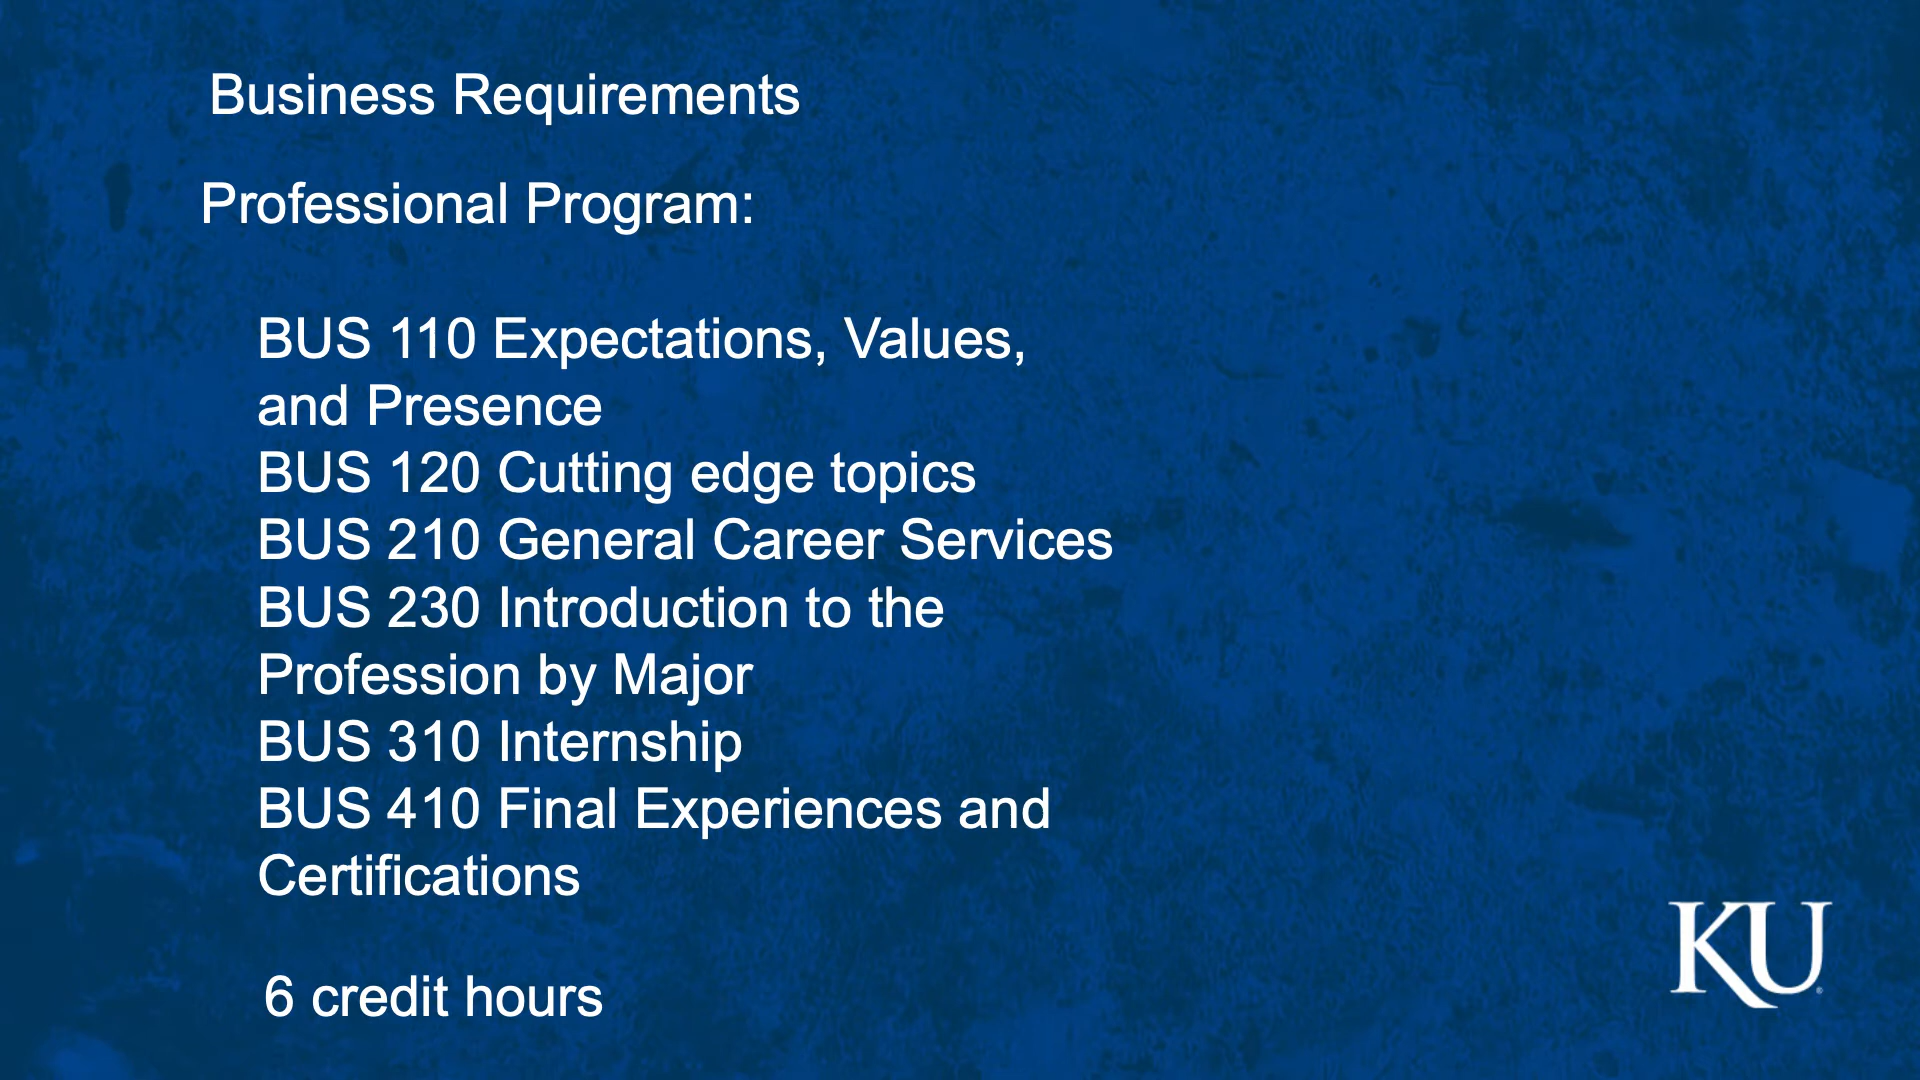 Business Requirements
Professional Program:
BUS 110 Expectations, Values,
and Presence
BUS 120 Cutting edge topics
BUS 210 General Career Services
BUS 230 Introduction to the
Profession by Major
BUS 310 Internship
BUS 410 Final Experiences and
Certifications
6 credit hours
KU